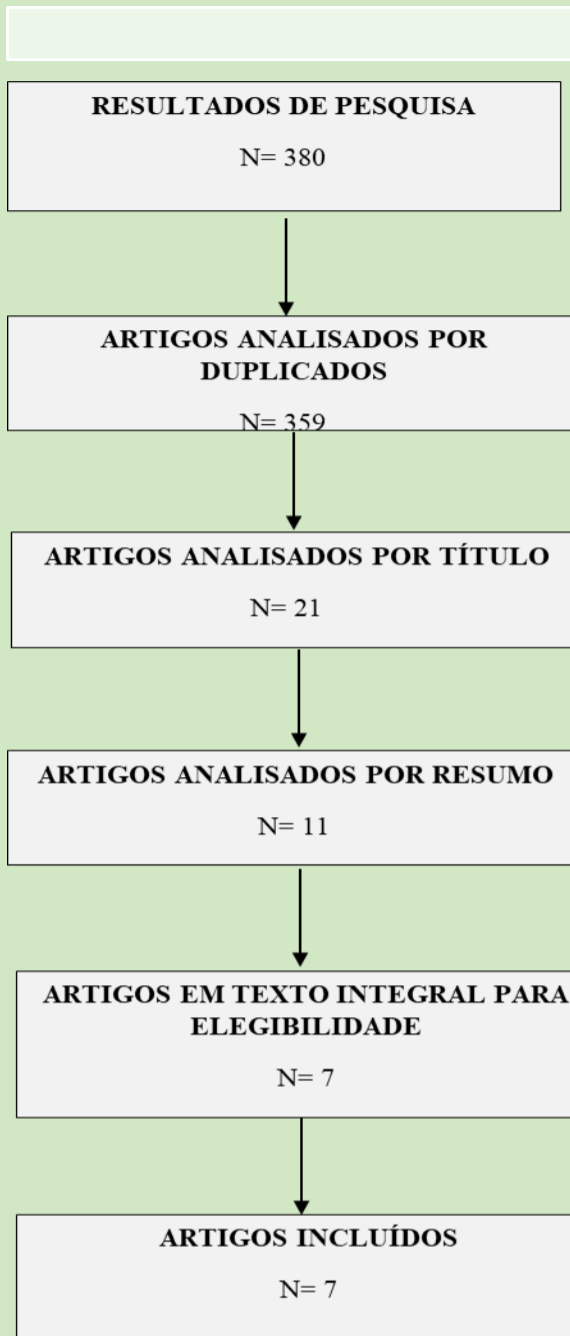 RESULTADOS DE PESQUISA
N= 380
ARTIGOS ANALISADOS POR
DUPLICADOS
N= 359
ARTIGOS ANALISADOS POR TÍTULO
N= 21
ARTIGOS ANALISADOS POR RESUMO
N= 11
ARTIGOS EM TEXTO INTEGRAL PARA
ELEGIBILIDADE
N= 7
ARTIGOS INCLUÍDOS
N= 7